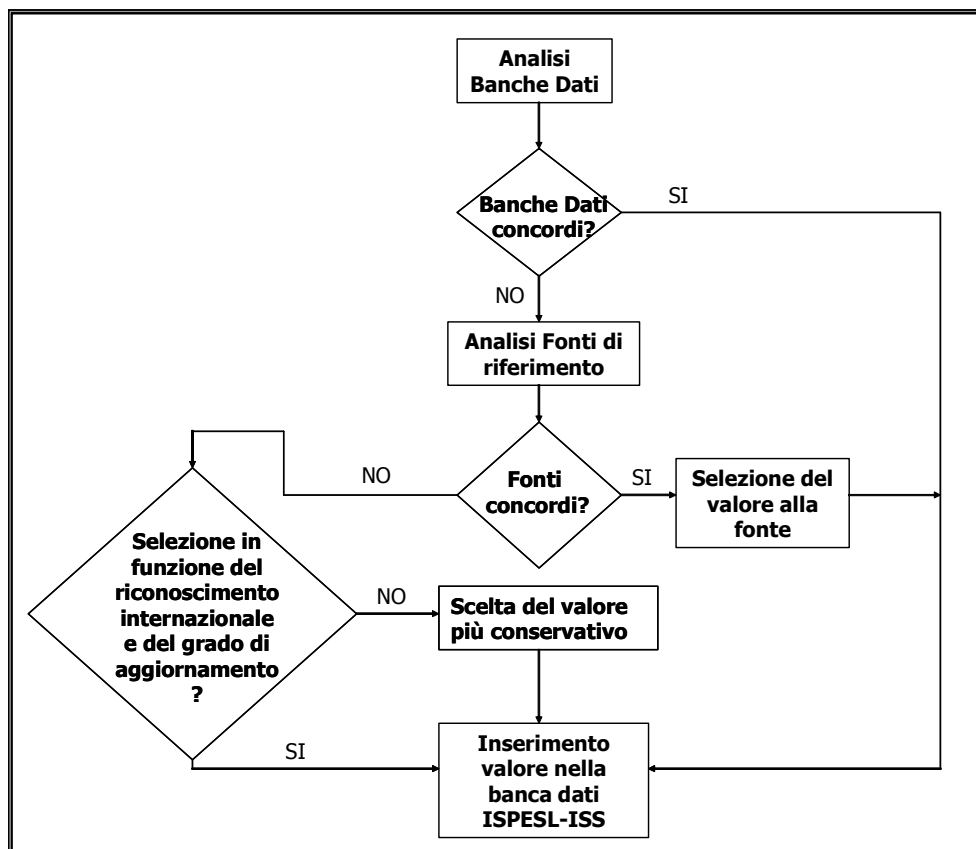 Analisi
Banche Dati
Banche Dati
concordi?
SI
NO
Analisi Fonti di
riferimento
Fonti
concordi?
NO
SI
Selezione del
valore alla
fonte
Selezione in
funzione del
riconoscimento
internazionale
e del grado di
aggiornamento
?
NO
Scelta del valore
più conservativo
SI
Inserimento
valore nella
banca dati
ISPESL-ISS